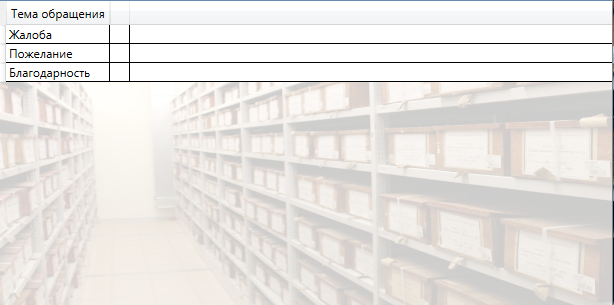 Тема обращения
Жалоба
Пожелание
Благодарность